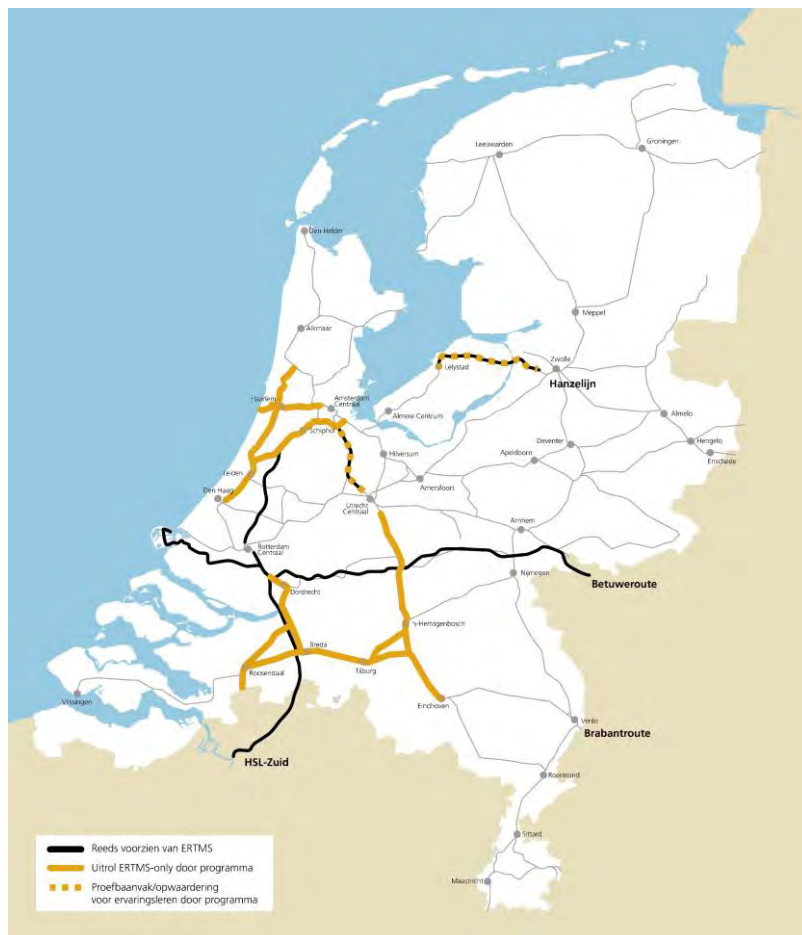 Leeuwarden
Groningen
Den Helder
Meppel
Alkmaar
Zwolle
Lelystad
Hanzelijn
Haarlem
Amsterdam
Centraal
Almere Centrum
Almelo
Schiphol
Deventer
Hengelo
Hilversum
Apeldoorn
Enschede
Leiden
Amersfoort
Den Haag
Utrecht
Centraal
Arnhem
Rotterdam
Centraal
Nijmegen
Betuweroute
Dordrecht
's-Hertogenbosch
Breda
Tilburg
Roosendaal
Vlissingen
Eindhoven
Venlo
Brabantroute
HSL-Zuid
Roermond
Sittard
Maastricht
Reeds voorzien van ERTMS
Uitrol ERTMS-only door programma
Proefbaanvak/opwaardering
voor ervaringsleren door programma